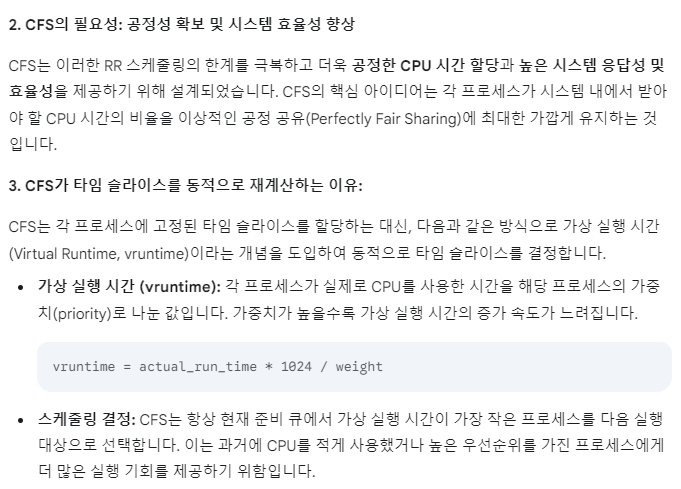 2. CFS의 필요성: 공정성 확보 및 시스템 효율성 향상
CFS는 이러한 RR 스케줄링의 한계를 극복하고 더욱 공정한 CPU 시간 할당과 높은 시스템 응답성 및
효율성을 제공하기 위해 설계되었습니다. CFS의 핵심 아이디어는 각 프로세스가 시스템 내에서 받아
야 할 CPU 시간의 비율을 이상적인 공정 공유(Perfectly Fair Sharing)에 최대한 가깝게 유지하는 것
입니다.
3. CFS가 타임 슬라이스를 동적으로 재계산하는 이유:
CFS는 각 프로세스에 고정된 타임 슬라이스를 할당하는 대신, 다음과 같은 방식으로 가상 실행 시간
(Virtual Runtime, vruntime)이라는 개념을 도입하여 동적으로 타임 슬라이스를 결정합니다.
• 가상 실행 시간 (vruntime): 각 프로세스가 실제로 CPU를 사용한 시간을 해당 프로세스의 가중
치(priority)로 나눈 값입니다. 가중치가 높을수록 가상 실행 시간의 증가 속도가 느려집니다.
vruntime = actual_run_time * 1024 / weight
• 스케줄링 결정: CFS는 항상 현재 준비 큐에서 가상 실행 시간이 가장 작은 프로세스를 다음 실행
대상으로 선택합니다. 이는 과거에 CPU를 적게 사용했거나 높은 우선순위를 가진 프로세스에게
더 많은 실행 기회를 제공하기 위함입니다.